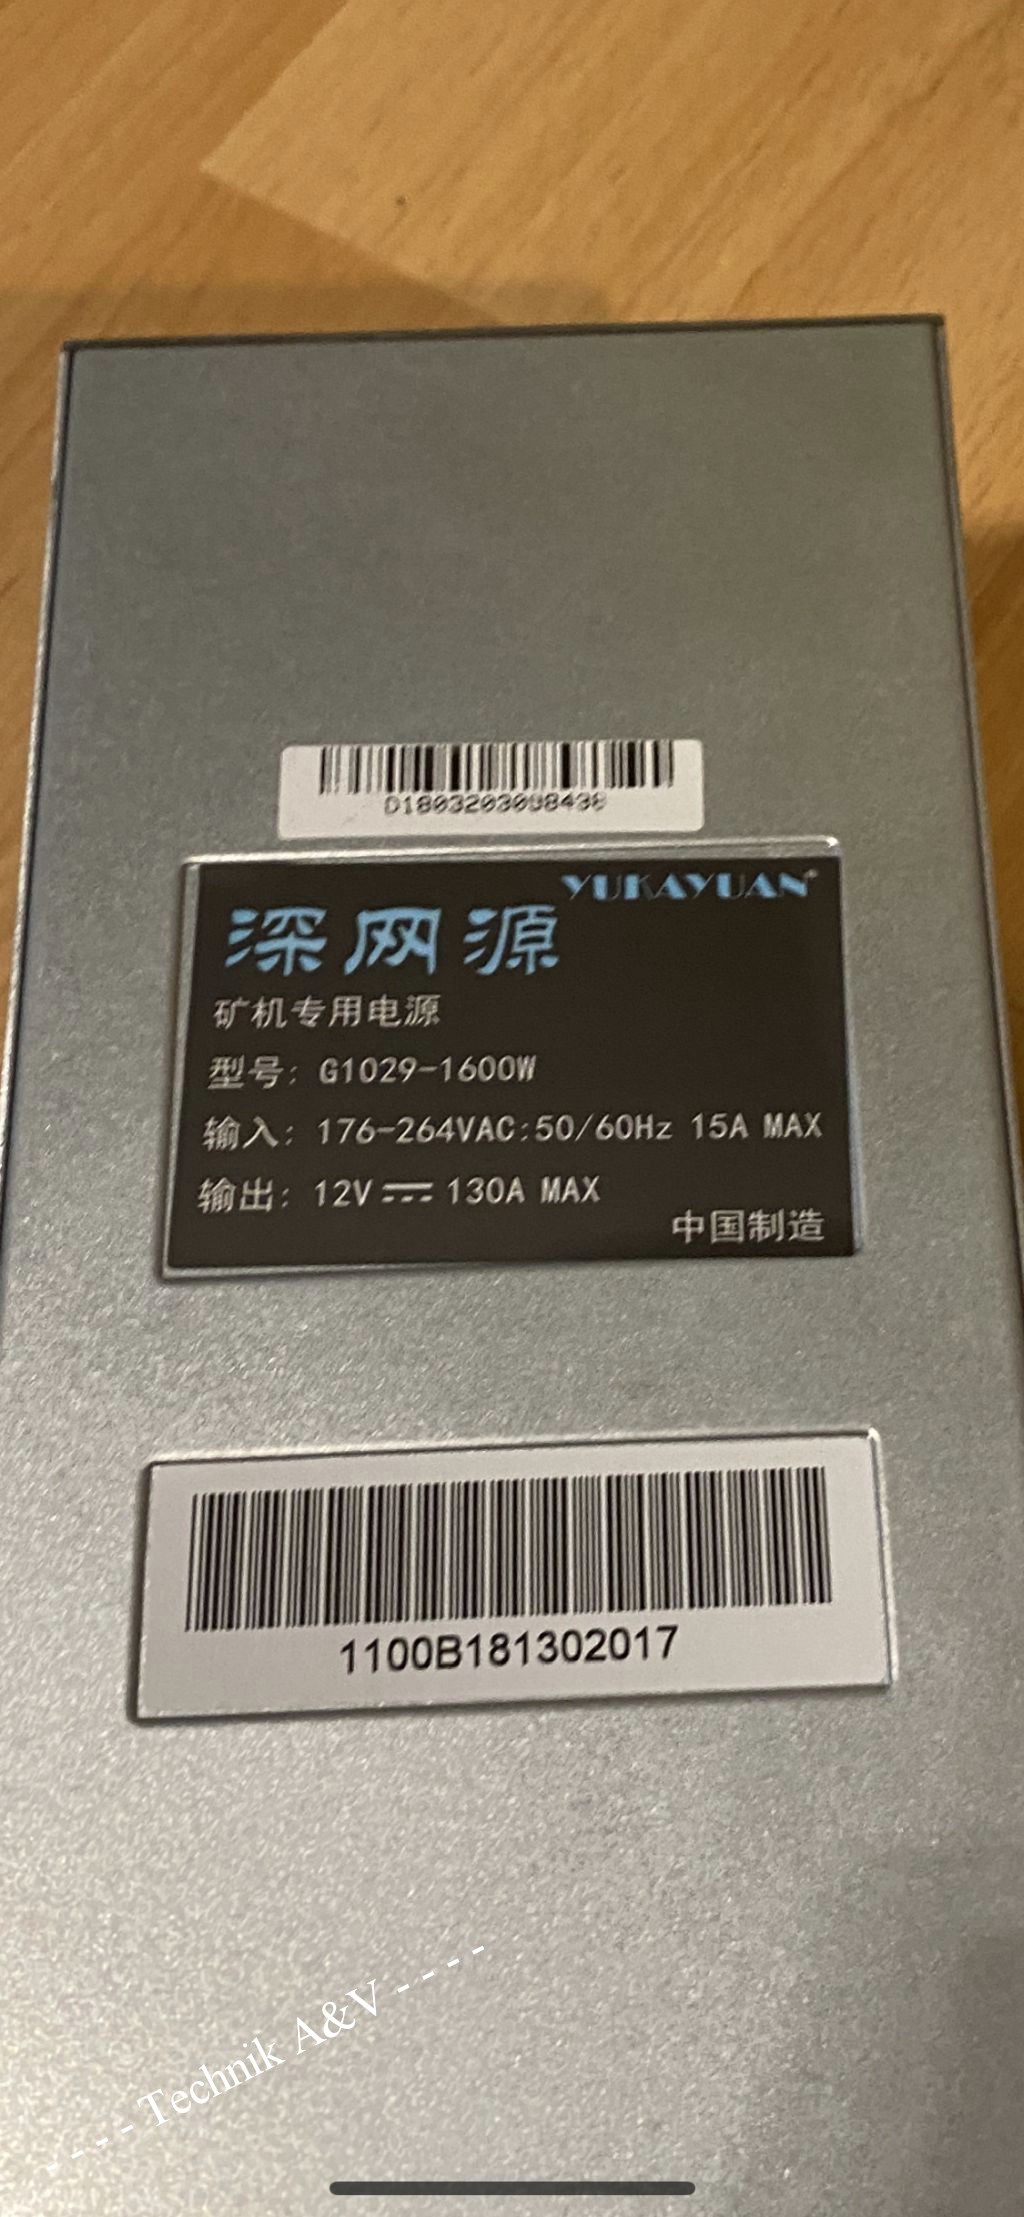 YUKAYUAN®
深网源
矿机专用电源
型号: G1029-1600W
输入: 176-264VAC:50/60Hz 15A MAX
输出: 12V⎓130A MAX
中国制造
1100B181302017
- - - - Technik A&V - - - -